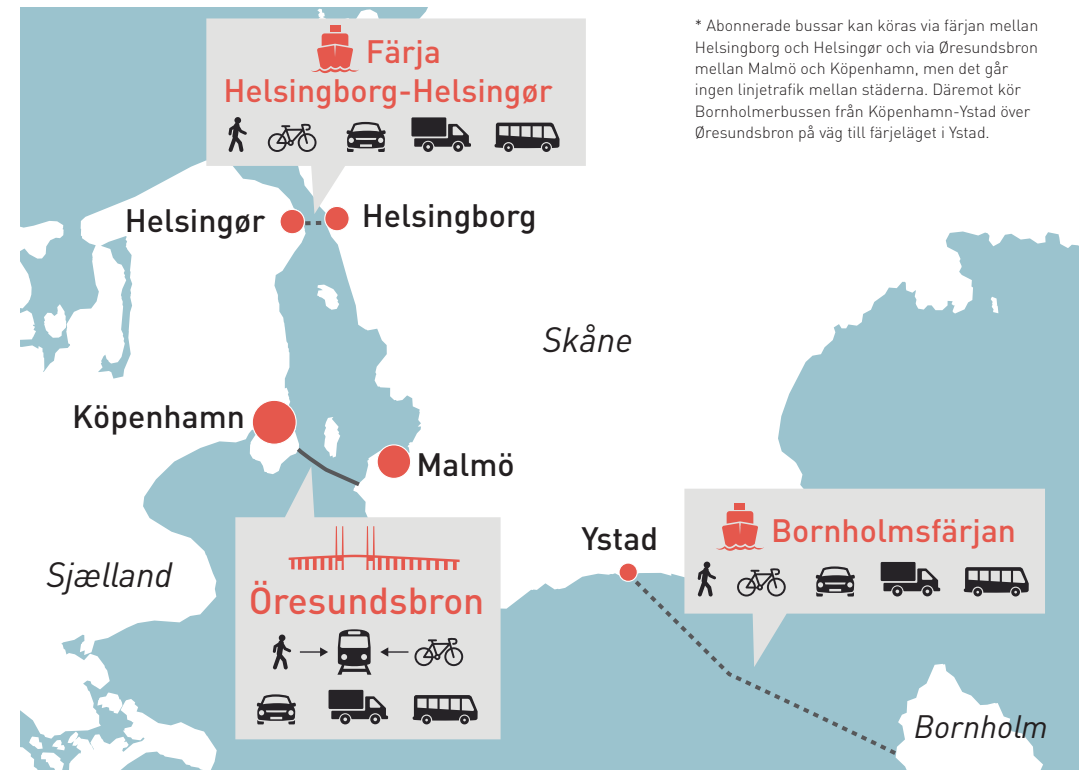 Färja
Helsingborg-Helsingør
* Abonnerade bussar kan köras via färjan mellan
Helsingborg och Helsingør och via Øresundsbron
mellan Malmö och Köpenhamn, men det går
ingen linjetrafik mellan städerna. Däremot kör
Bornholmerbussen från Köpenhamn-Ystad över
Øresundsbron på väg till färjeläget i Ystad.
Helsingør
Helsingborg
Skåne
Köpenhamn
Malmö
Sjælland
Öresundsbron
Ystad
Bornholmsfärjan
Bornholm